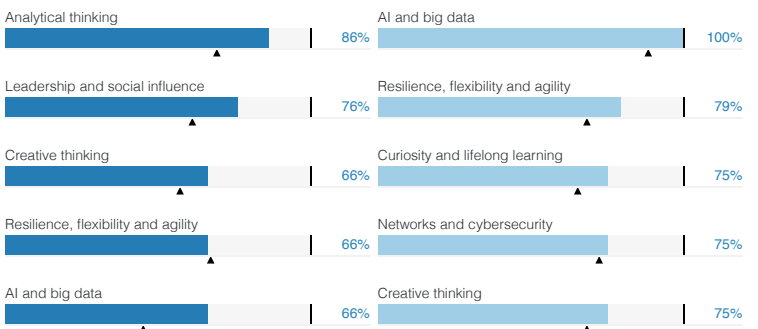 Analytical thinking
86%
Leadership and social influence
76%
Creative thinking
66%
Resilience, flexibility and agility
66%
AI and big data
66%
AI and big data
100%
Resilience, flexibility and agility
79%
Curiosity and lifelong learning
75%
Networks and cybersecurity
75%
Creative thinking
75%